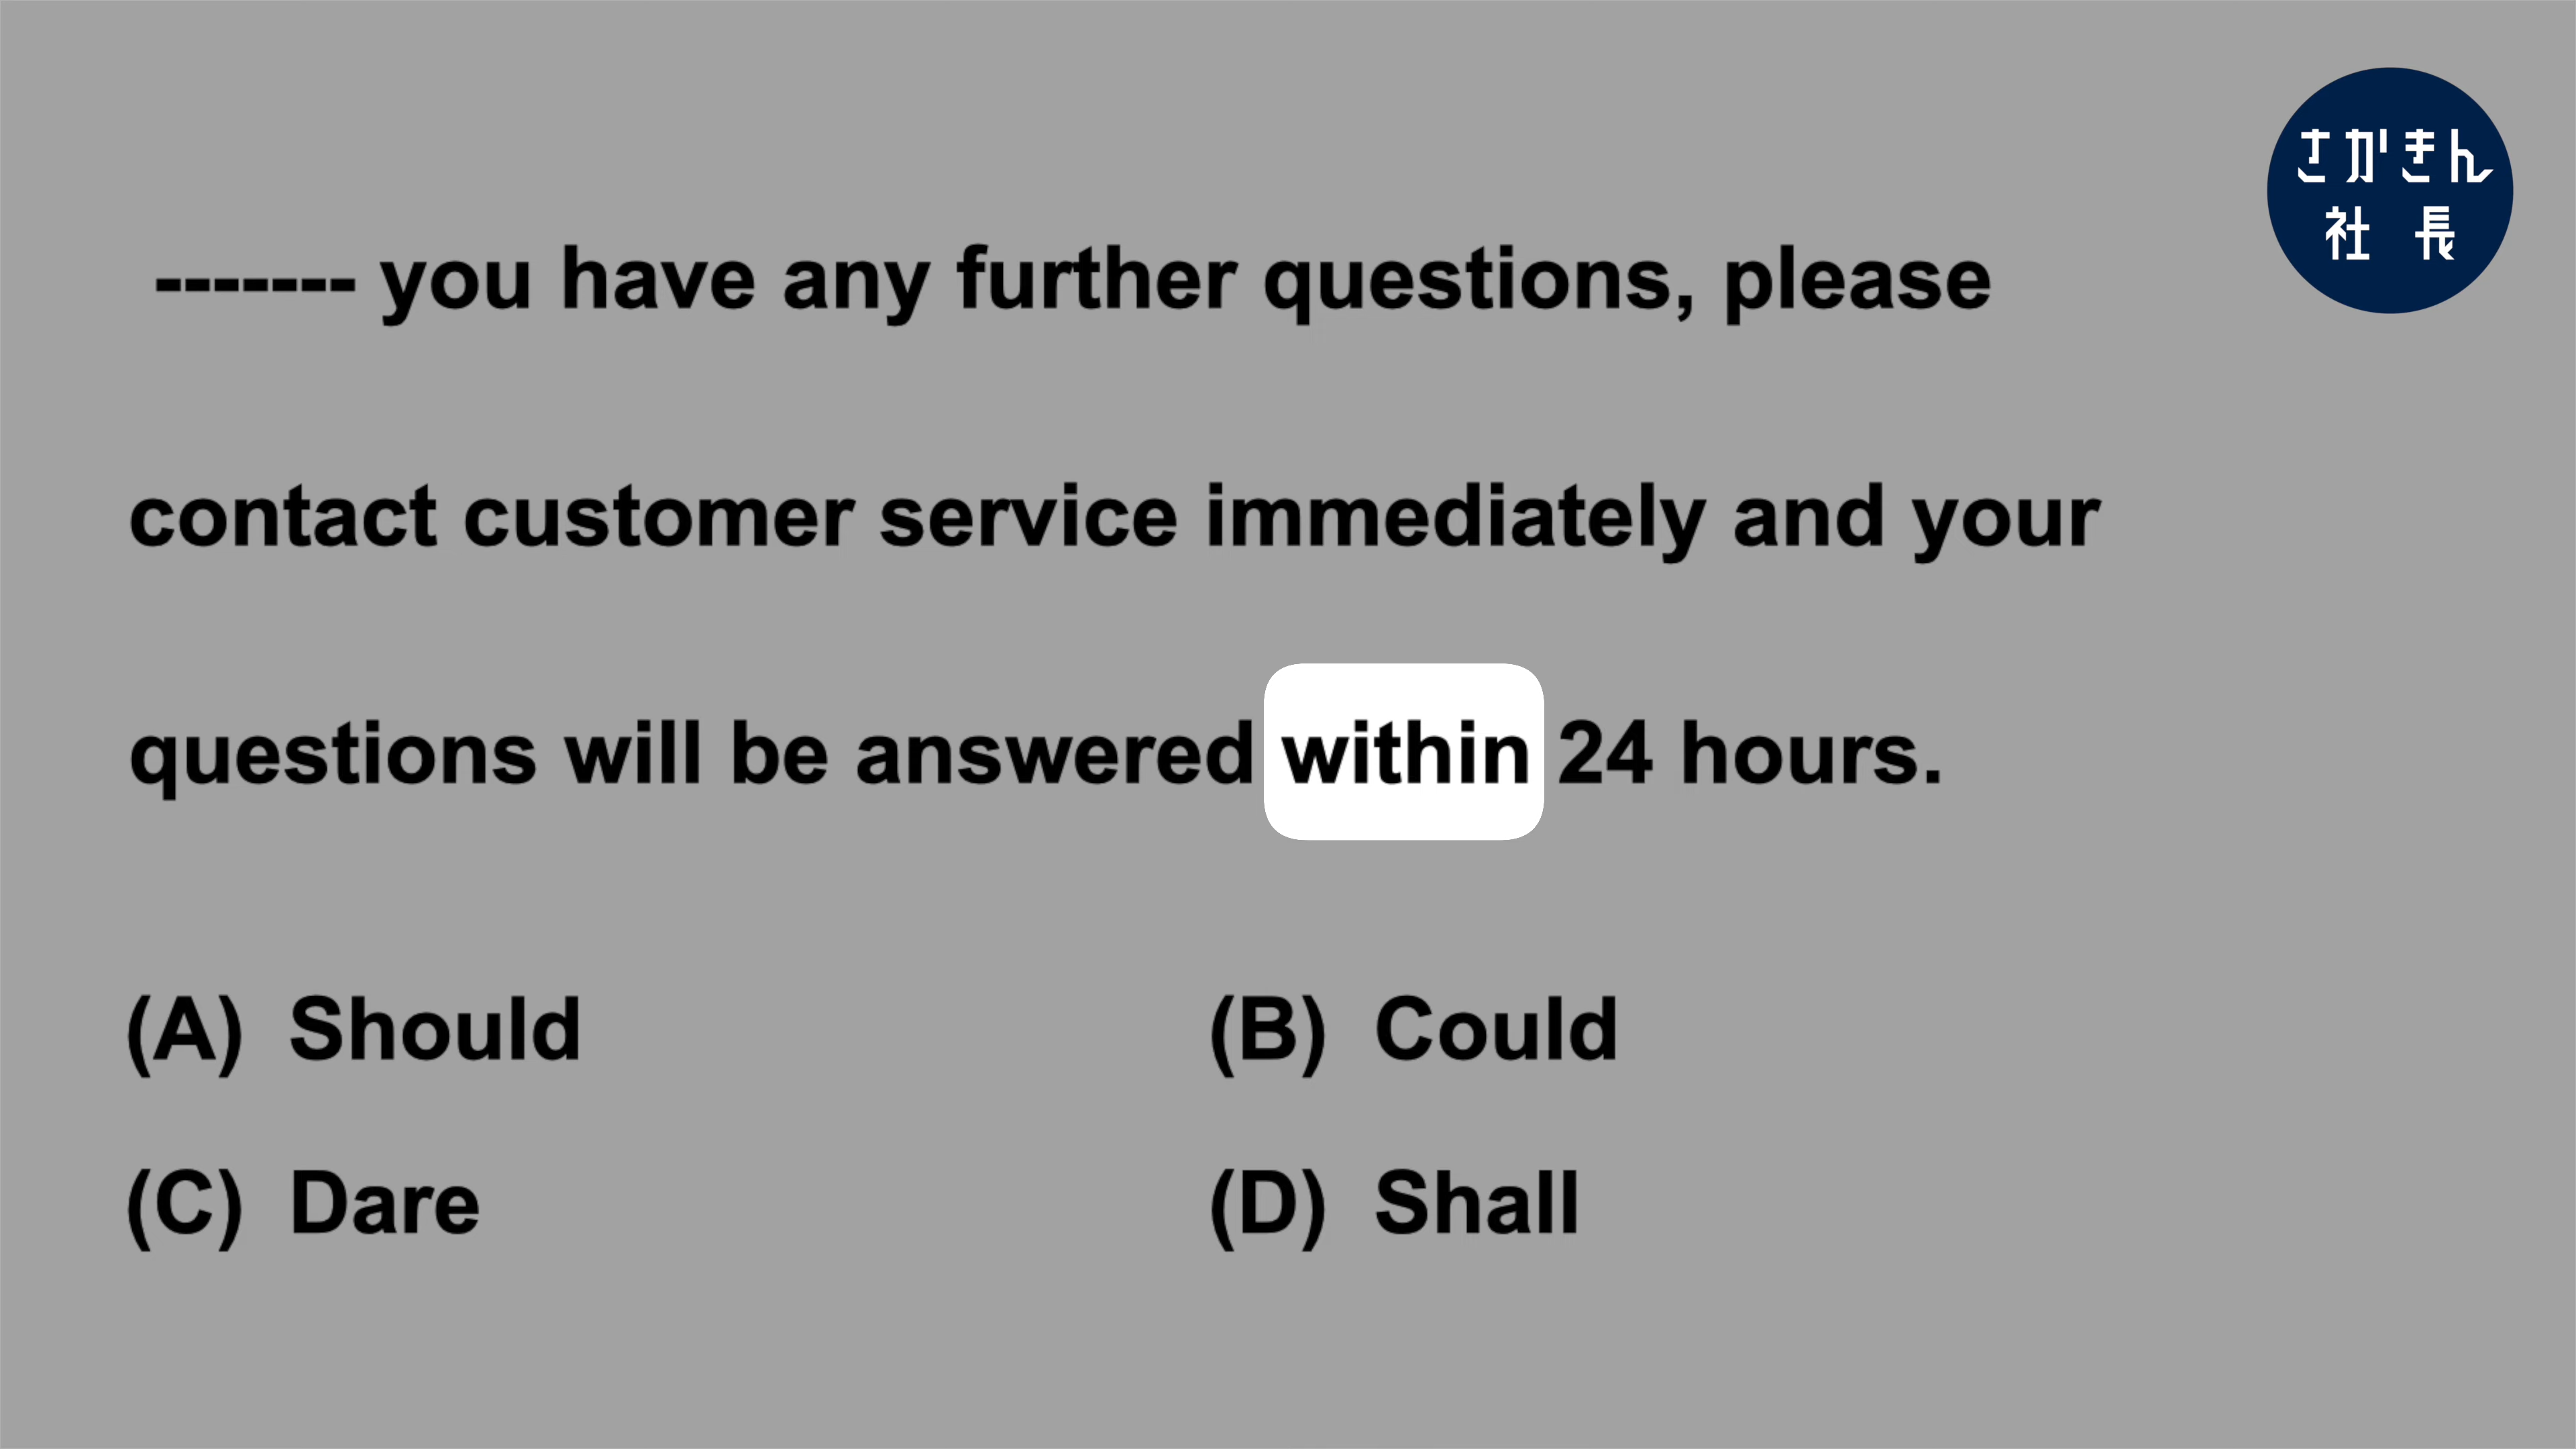 さかきん
社長
------- you have any further questions, please
contact customer service immediately and your
questions will be answered within 24 hours.
(A) Should
(B) Could
(C) Dare
(D) Shall